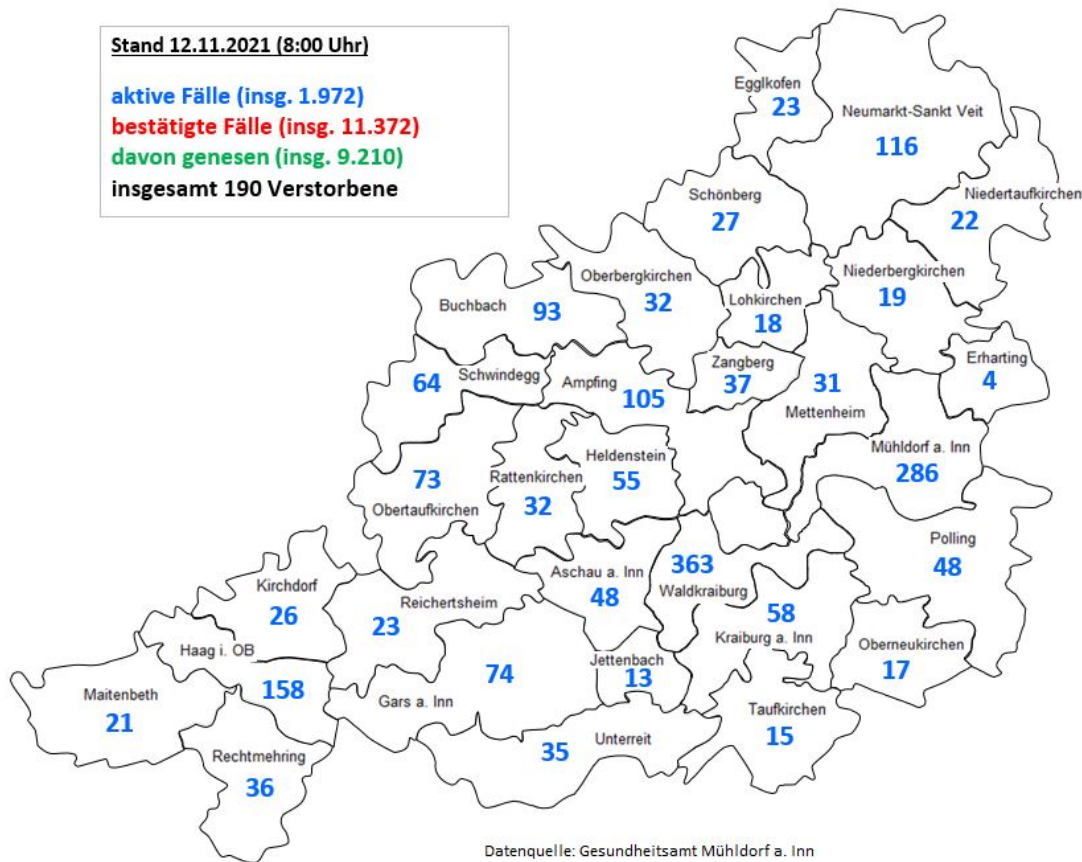 Stand 12.11.2021 (8:00 Uhr)
aktive Fälle (insg. 1.972)
bestätigte Fälle (insg. 11.372)
davon genesen (insg. 9.210)
insgesamt 190 Verstorbene
Egglkofen
23
Neumarkt-Sankt Veit
116
Schönberg
27
Niedertaufkirchen
22
Oberbergkirchen
32
Lohkirchen
18
Niederbergkirchen
19
Buchbach
93
Schwindegg
64
Ampfing
105
Zangberg
37
31
Mettenheim
Erharting
4
Mühldorf a. Inn
286
73
Obertaufkirchen
Rattenkirchen
32
Heldenstein
55
Polling
48
Kirchdorf
26
Reichertsheim
23
Aschau a. Inn
48
363
Waldkraiburg
58
Kraiburg a. Inn
Oberneukirchen
17
Haag i. OB
158
Maitenbeth
21
74
Gars a. Inn
Jettenbach
13
Taufkirchen
15
Rechtmehring
36
35
Unterreit
Datenquelle: Gesundheitsamt Mühldorf a. Inn